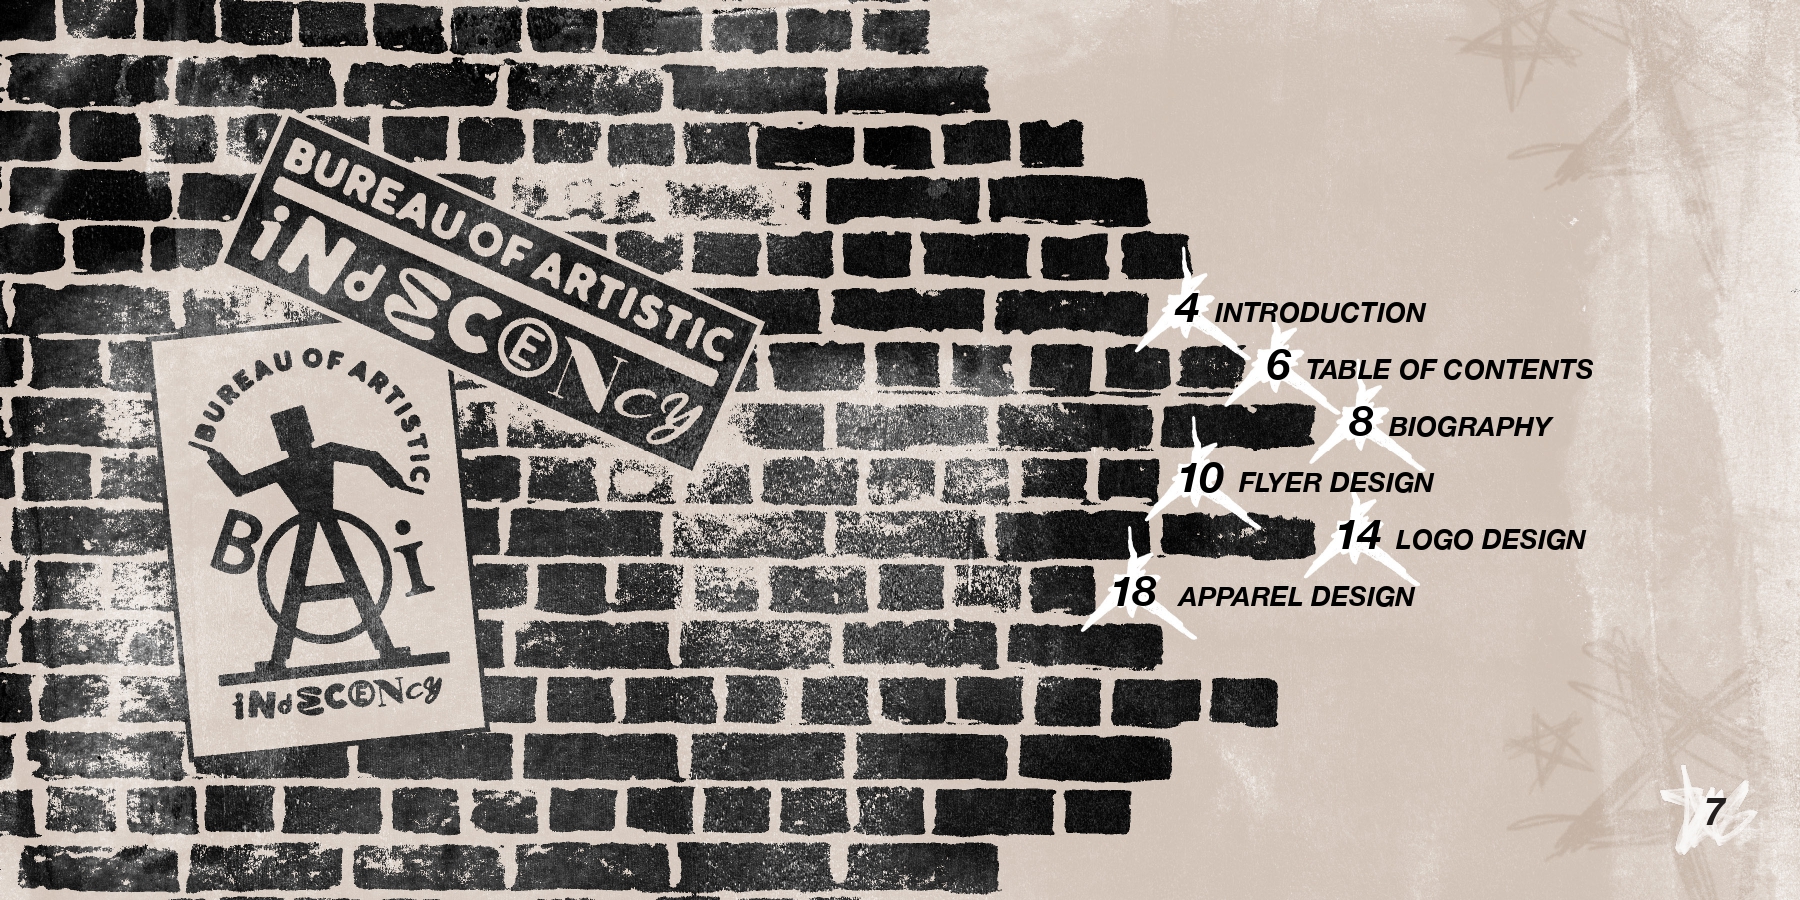 BUREAU OF ARTISTIC
iNdECENcy
BUREAU OF ARTISTIC
B A i
iNdECENcy
4 INTRODUCTION
6 TABLE OF CONTENTS
8 BIOGRAPHY
10 FLYER DESIGN
14 LOGO DESIGN
18 APPAREL DESIGN
7